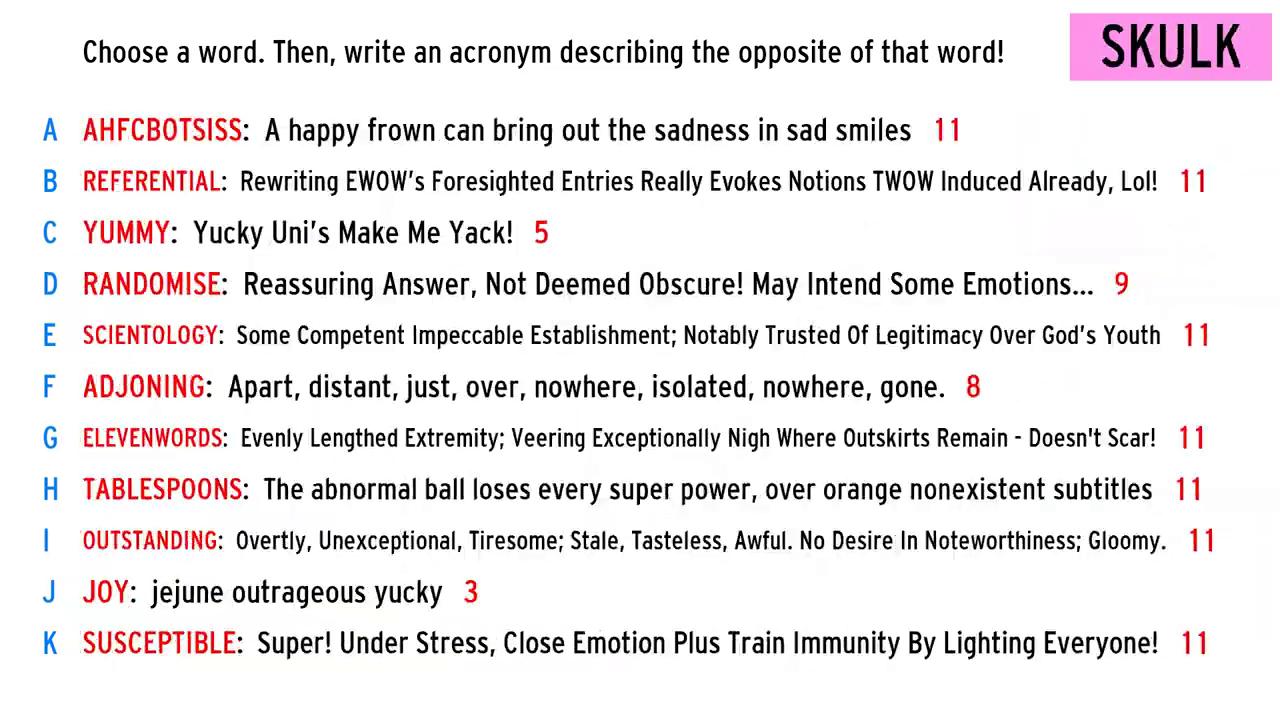 Choose a word. Then, write an acronym describing the opposite of that word!
SKULK
A AHFCBOTSISS: A happy frown can bring out the sadness in sad smiles 11
B REFERENTIAL: Rewriting EWOW's Foresighted Entries Really Evokes Notions TWOW Induced Already, Lol! 11
C YUMMY: Yucky Uni's Make Me Yack! 5
D RANDOMISE: Reassuring Answer, Not Deemed Obscure! May Intend Some Emotions... 9
E SCIENTOLOGY: Some Competent Impeccable Establishment; Notably Trusted Of Legitimacy Over God's Youth 11
F ADJONING: Apart, distant, just, over, nowhere, isolated, nowhere, gone. 8
G ELEVENWORDS: Evenly Lengthed Extremity; Veering Exceptionally Nigh Where Outskirts Remain - Doesn't Scar! 11
H TABLESPOONS: The abnormal ball loses every super power, over orange nonexistent subtitles 11
I OUTSTANDING: Overtly, Unexceptional, Tiresome; Stale, Tasteless, Awful. No Desire In Noteworthiness; Gloomy. 11
J JOY: jejune outrageous yucky 3
K SUSCEPTIBLE: Super! Under Stress, Close Emotion Plus Train Immunity By Lighting Everyone! 11